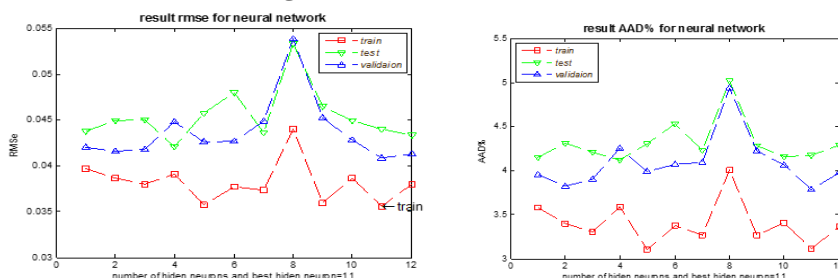 result rmse for neural network
0.055
0.05
0.045
0.04
0.035
0.03
RMSe
train
test
validaion
train
0 2 4 6 8 10 12
number of hiden neurons and best hiden neuron=11
result AAD% for neural network
5.5
5
4.5
4
3.5
3
AAD%
train
test
validaion
0 2 4 6 8 10
number of hiden neurons and best hiden neuron=11